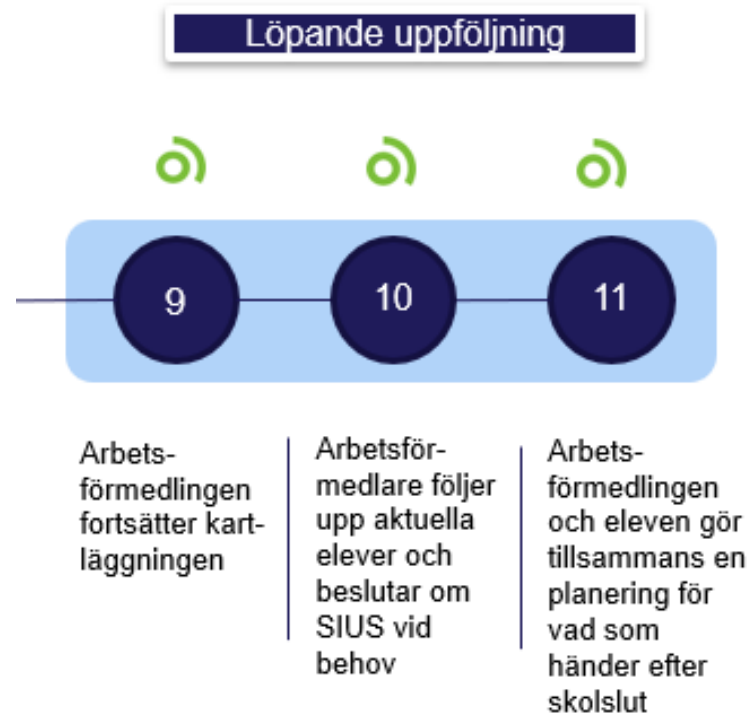 Löpande uppföljning
9
10
11
Arbets-
förmedlingen
fortsätter kart-
läggningen
Arbetsför-
medlare följer
upp aktuella
elever och
beslutar om
SIUS vid
behov
Arbets-
förmedlingen
och eleven gör
tillsammans en
planering för
vad som
händer efter
skolslut